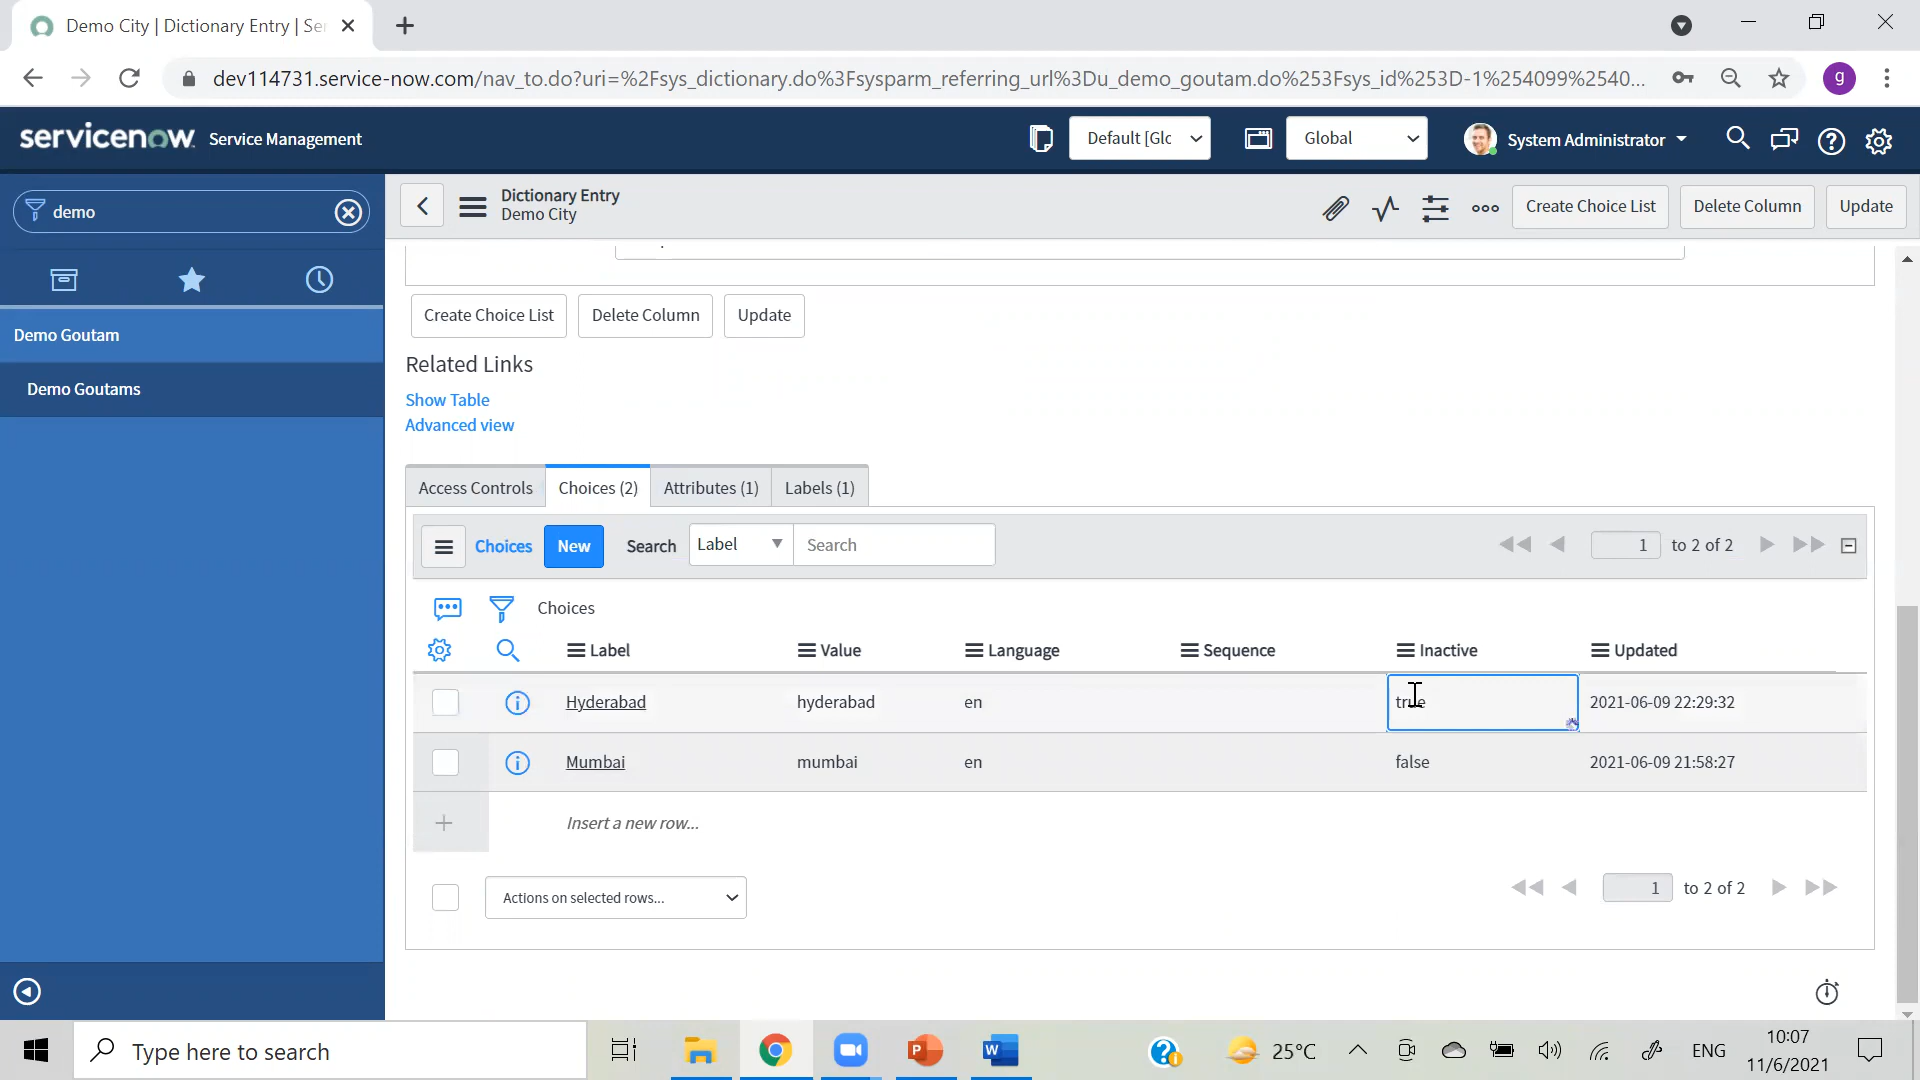 Demo City | Dictionary Entry | Se
dev114731.service-now.com/nav_to.do?uri=%2Fsys_dictionary.do%3Fsysparm_referring_url%3Du_demo_goutam.do%253Fsys_id%253D-1%254099%2540...
g
servicenow Service Management
Default [Glc
Global
System Administrator
demo
Dictionary Entry
Demo City
Create Choice List
Delete Column
Update
Demo Goutam
Demo Goutams
Create Choice List
Delete Column
Update
Related Links
Show Table
Advanced view
Access Controls
Choices (2)
Attributes (1)
Labels (1)
Choices
New
Search
Label
Search
1 to 2 of 2
Choices
Label Value Language Sequence Inactive Updated
Hyderabad hyderabad en true 2021-06-09 22:29:32
Mumbai mumbai en false 2021-06-09 21:58:27
Insert a new row...
Actions on selected rows...
1 to 2 of 2
Type here to search
25°C
ENG
10:07
11/6/2021